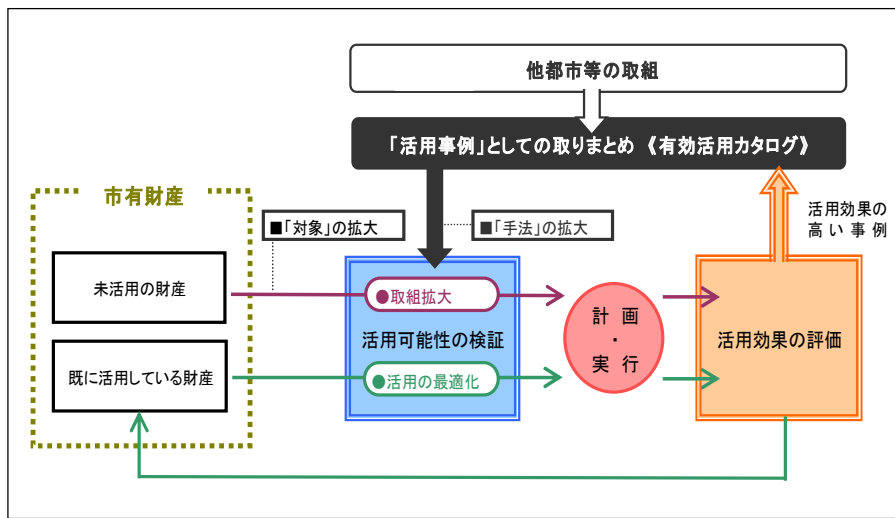 他都市等の取組
「活用事例」としての取りまとめ 《有効活用カタログ》
市有財産
■「対象」の拡大
■「手法」の拡大
活用効果の
高い事例
未活用の財産
●取組拡大
計画
・
実行
活用可能性の検証
活用効果の評価
既に活用している財産
●活用の最適化